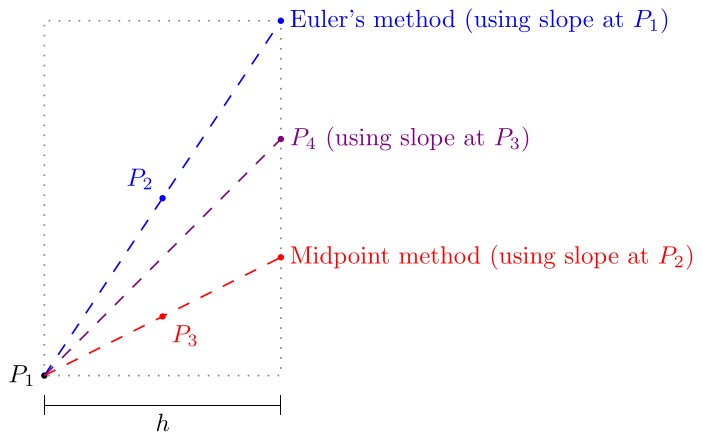 Euler's method (using slope at $P_1$)
$P_4$ (using slope at $P_3$)
$P_2$
Midpoint method (using slope at $P_2$)
$P_3$
$P_1$
$h$